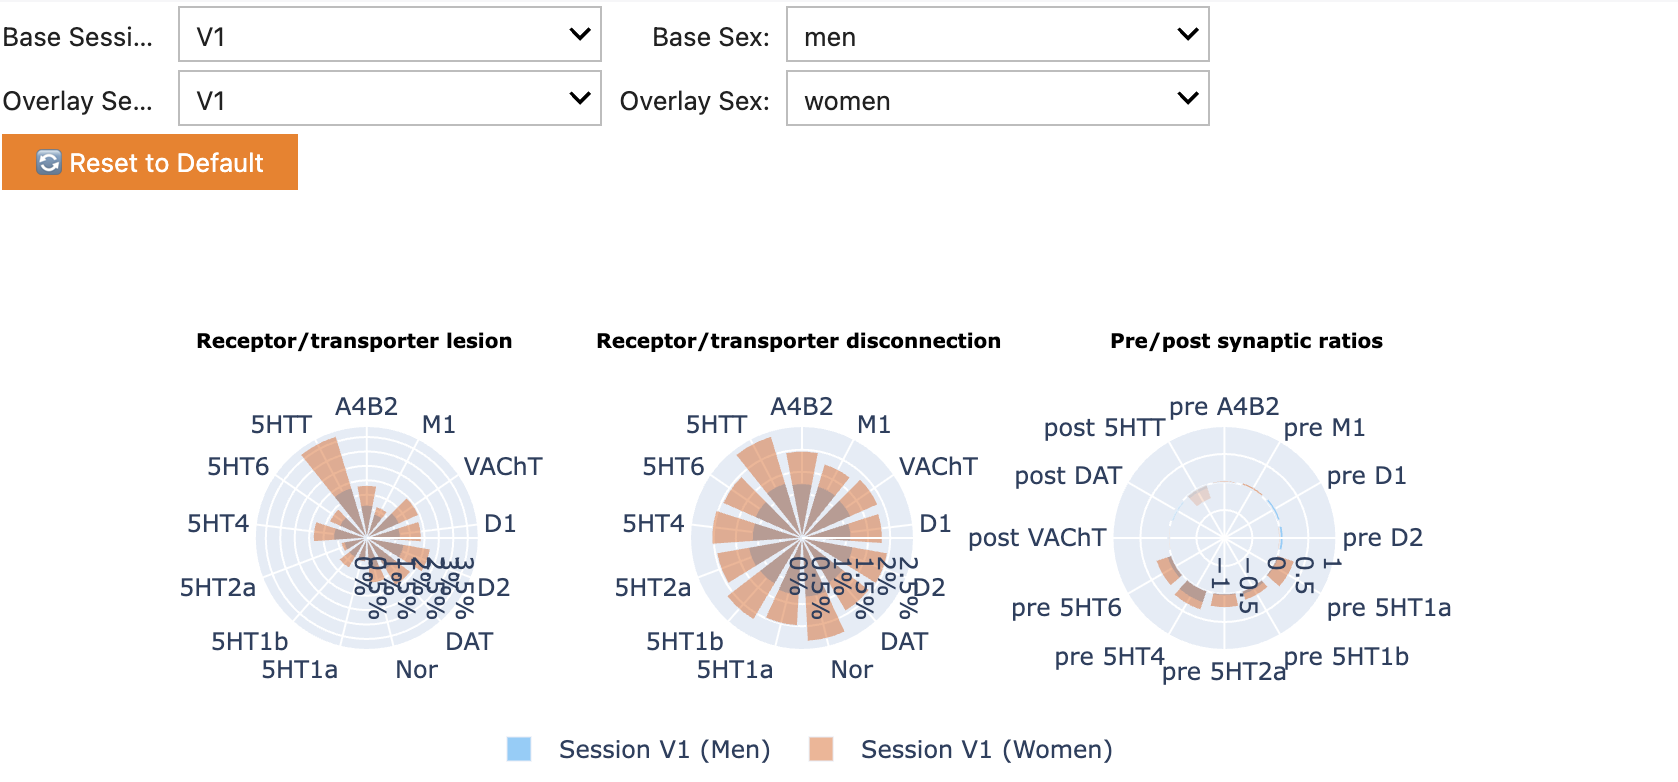 Base Sessi... V1 Base Sex: men
Overlay Se... V1 Overlay Sex: women
Reset to Default
Receptor/transporter lesion
A4B2
M1
VAChT
D1
D2
DAT
Nor
5HT1a
5HT1b
5HT2a
5HT4
5HT6
5HTT
0%
0.5%
1%
1.5%
2%
2.5%
3%
3.5%
Receptor/transporter disconnection
A4B2
M1
VAChT
D1
D2
DAT
Nor
5HT1a
5HT1b
5HT2a
5HT4
5HT6
5HTT
0%
0.5%
1%
1.5%
2%
2.5%
Pre/post synaptic ratios
pre A4B2
pre M1
pre D1
pre D2
pre 5HT1a
pre 5HT1b
pre 5HT2a
pre 5HT4
pre 5HT6
post VAChT
post DAT
post 5HTT
−1
−0.5
0
0.5
1
Session V1 (Men)
Session V1 (Women)